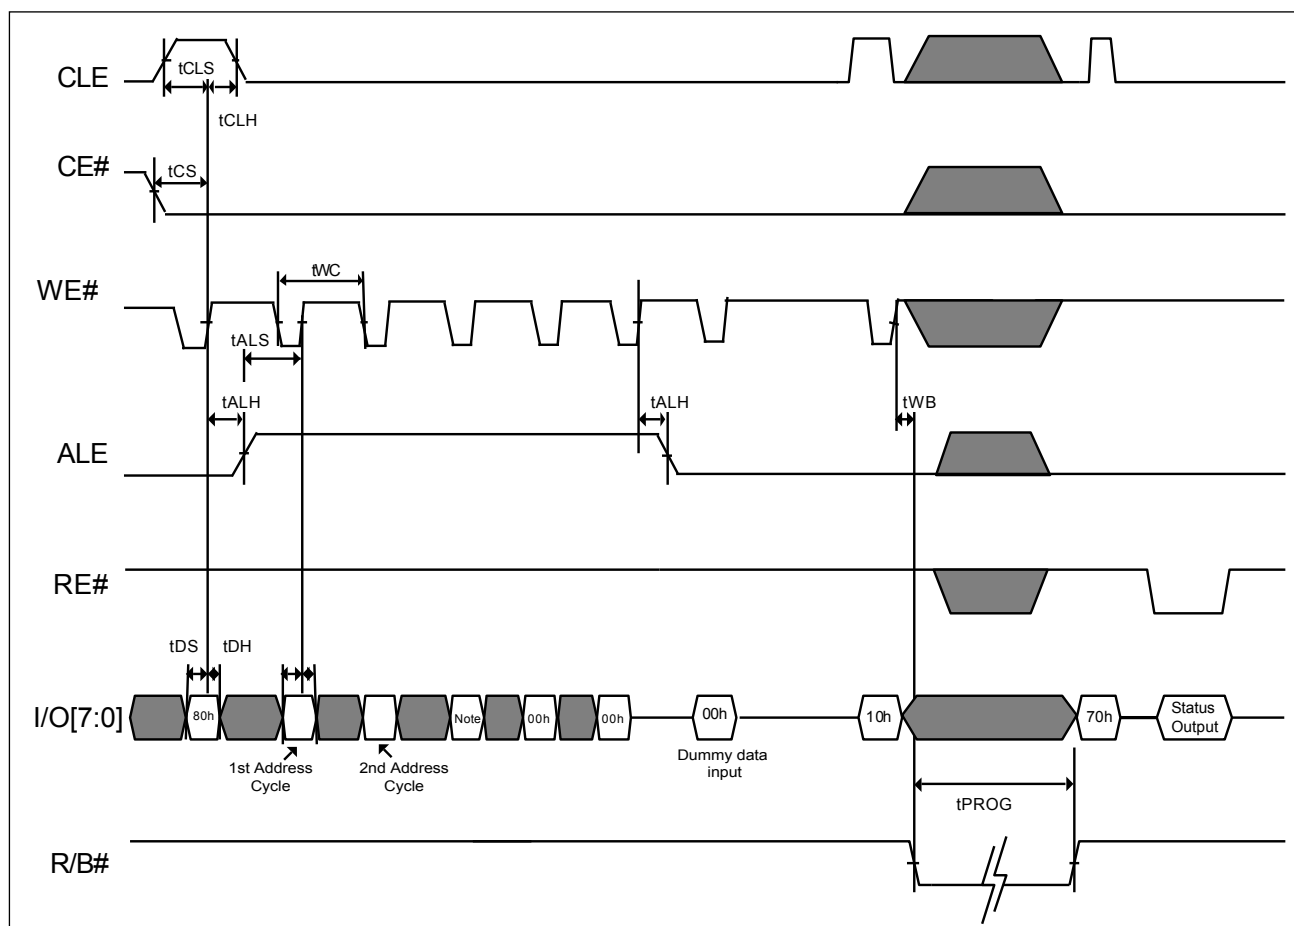 CLE
tCLS
tCLH
CE#
tCS
WE#
tWC
tALS
tALH
tALH
tWB
ALE
RE#
tDS
tDH
I/O[7:0]
80h
Note
00h
00h
00h
10h
70h
Status
Output
1st Address
Cycle
2nd Address
Cycle
Dummy data
input
tPROG
R/B#